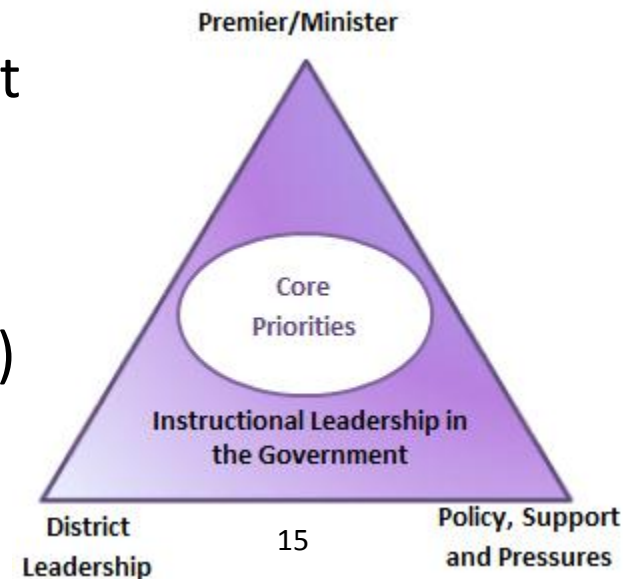 Premier/Minister
t
)
Core
Priorities
Instructional Leadership in
the Government
District
Leadership
15
Policy, Support
and Pressures